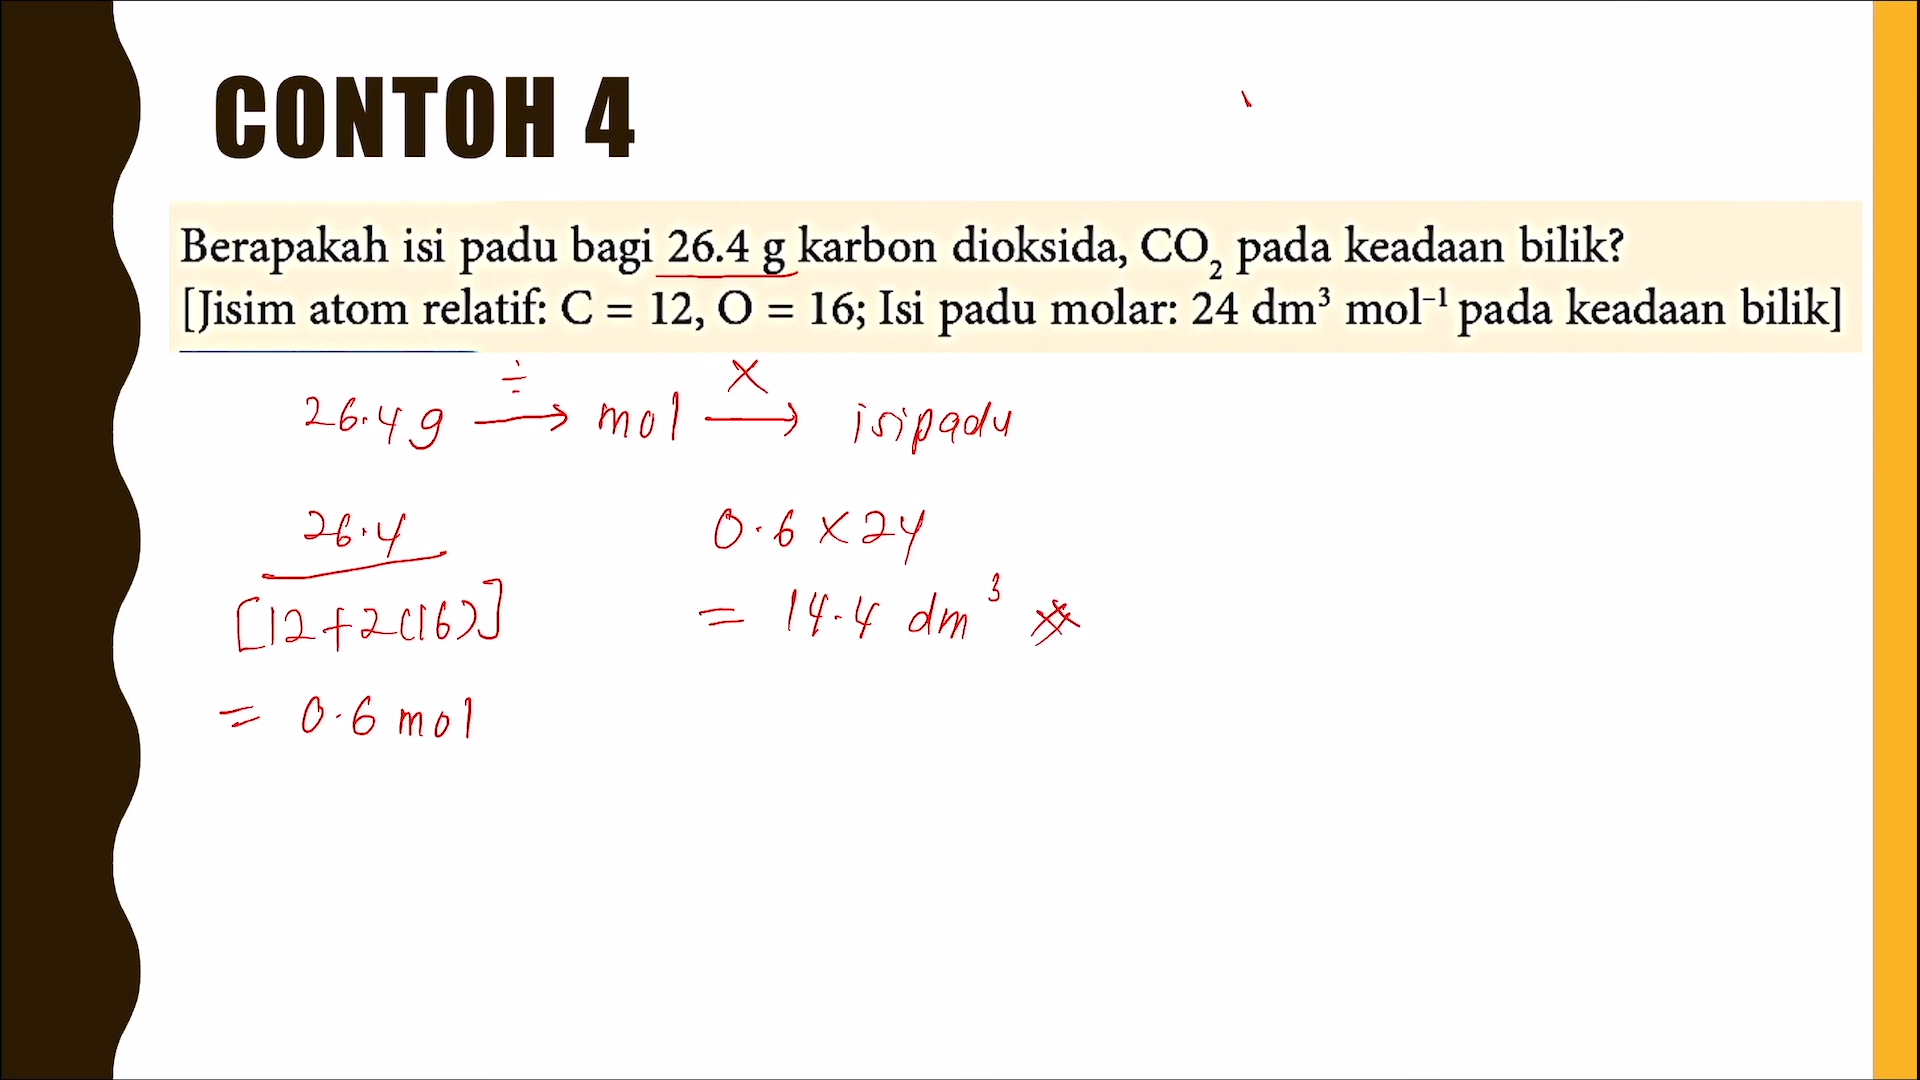 CONTOH 4
Berapakah isi padu bagi 26.4 g karbon dioksida, CO₂ pada keadaan bilik?
[Jisim atom relatif: C = 12, O = 16; Isi padu molar: 24 dm³ mol⁻¹ pada keadaan bilik]
÷ ×
26.4 g → mol → isipadu
26.4
[12+2(16)]
= 0.6 mol
0.6 × 24
= 14.4 dm³